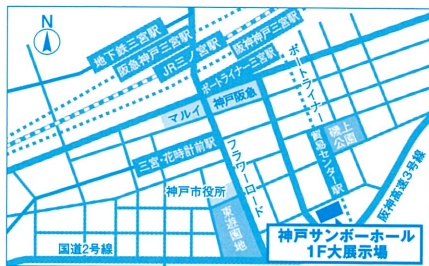 N
地下鉄三宮駅
阪急神戸三宮駅
JR三ノ宮駅
阪神神戸三宮駅
ポートライナー三宮駅
ポートライナー
マルイ
神戸阪急
三宮・花時計前駅
フラワーロード
磯上
公園
貿易センター駅
神戸市役所
東遊園地
阪神高速3号線
国道2号線
神戸サンボーホール
1F大展示場